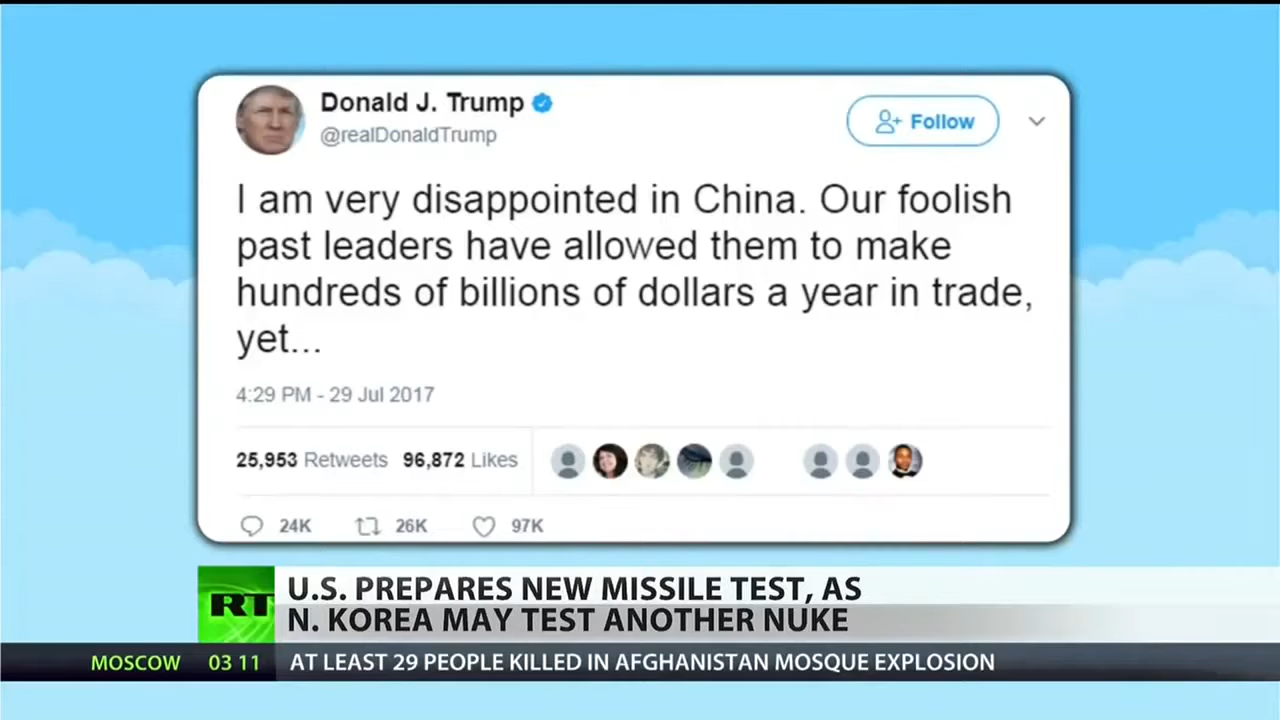 Donald J. Trump
@realDonaldTrump
Follow
I am very disappointed in China. Our foolish
past leaders have allowed them to make
hundreds of billions of dollars a year in trade,
yet...
4:29 PM - 29 Jul 2017
25,953 Retweets 96,872 Likes
24K 26K 97K
RT
U.S. PREPARES NEW MISSILE TEST, AS
N. KOREA MAY TEST ANOTHER NUKE
MOSCOW 03 11 AT LEAST 29 PEOPLE KILLED IN AFGHANISTAN MOSQUE EXPLOSION